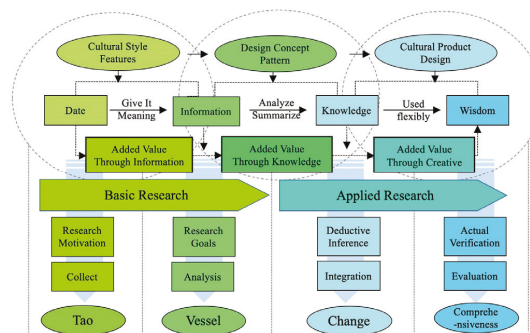 Cultural Style
Features
Design Concept
Pattern
Cultural Product
Design
Date
Give It
Meaning
Information
Analyze
Summarize
Knowledge
Used
flexibly
Wisdom
Added Value
Through Information
Added Value
Through Knowledge
Added Value
Through Creative
Basic Research
Applied Research
Research
Motivation
Research
Goals
Deductive
Inference
Actual
Verification
Collect
Analysis
Integration
Evaluation
Tao
Vessel
Change
Comprehe
-nsiveness